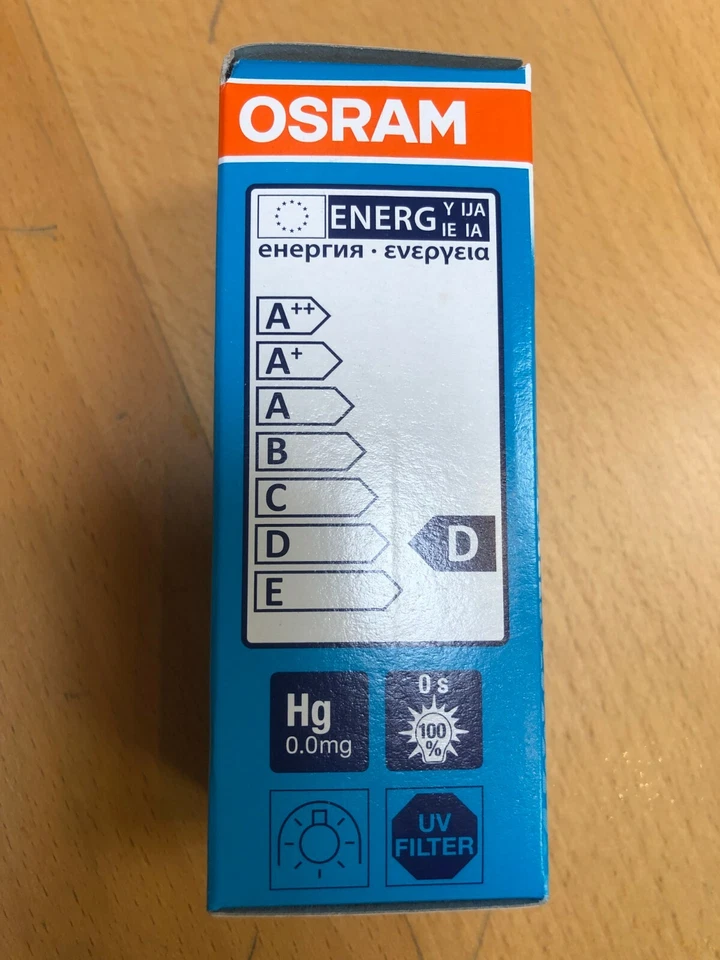 OSRAM
ENERG Y IJA
IE IA
енергия · ενεργεια
A++
A+
A
B
C
D
D
E
Hg
0.0mg
0 s
100
%
UV
FILTER